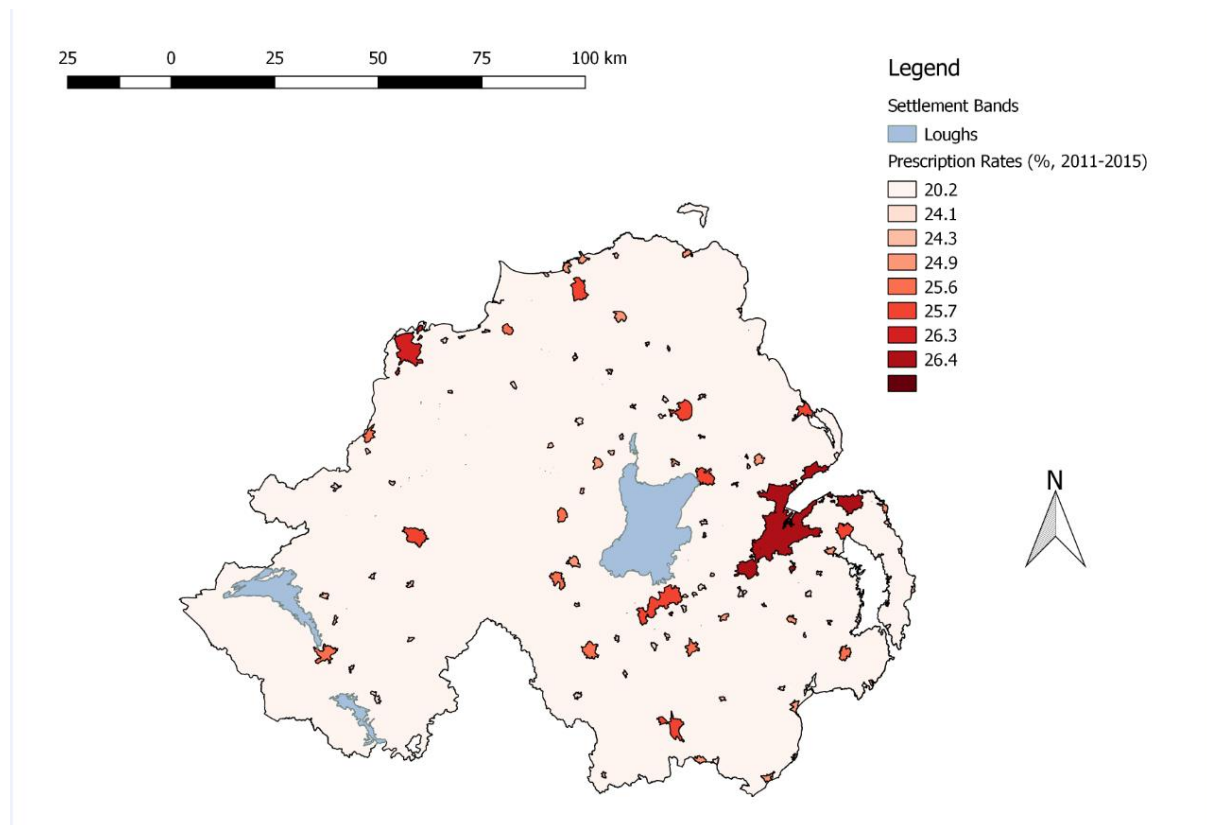 25 0 25 50 75 100 km
Legend
Settlement Bands
Loughs
Prescription Rates (%, 2011-2015)
20.2
24.1
24.3
24.9
25.6
25.7
26.3
26.4
N